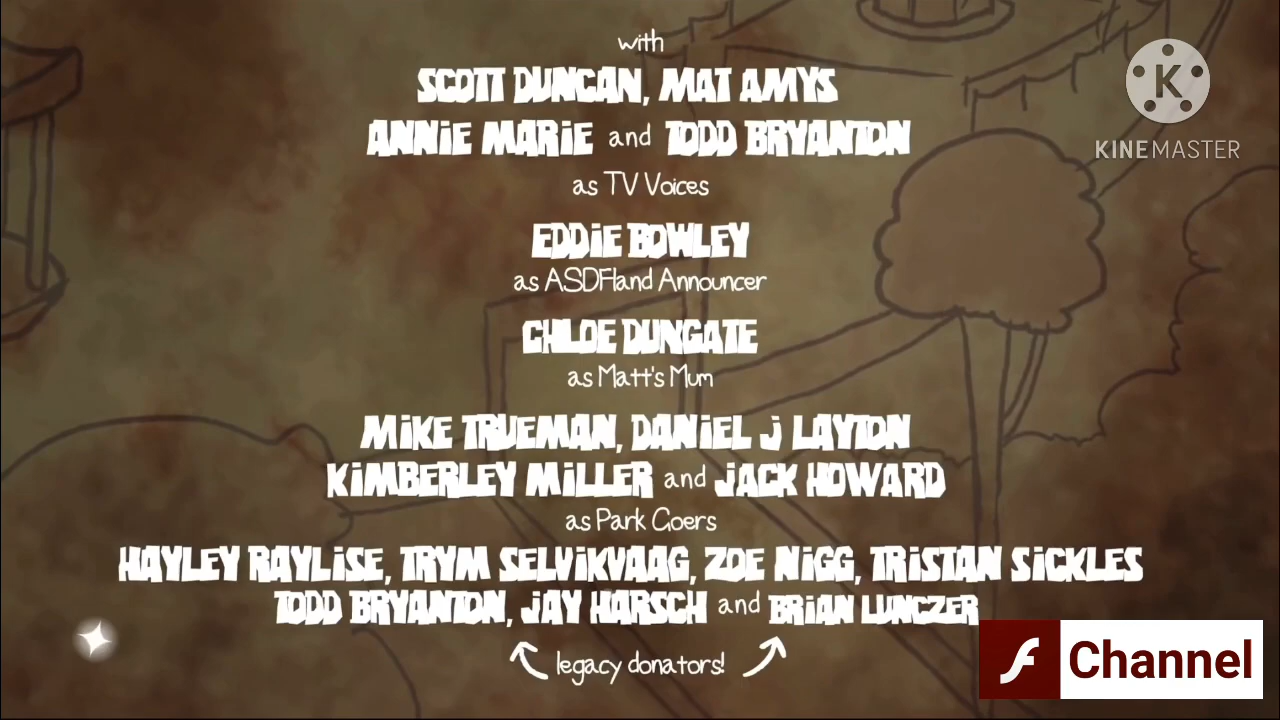 with
SCOTT DUNCAN, MAT AMYS
ANNiE MARiE and TODD BRYANTON
as TV Voices
EDDiE BOWLEY
as ASDFland Announcer
CHLOE DUNGATE
as Matt's Mum
MiKE TRUEMAN, DANiEL J LAYTON
KiMBERLEY MiLLER and JACK HOWARD
as Park Goers
HAYLEY RAYLiSE, TRYM SELViKVAAG, ZOE NiGG, TRiSTAN SiCKLES
TODD BRYANTON, JAY HARSCH and BRiAN LUNCZER
legacy donators!
K
KINEMASTER
f Channel